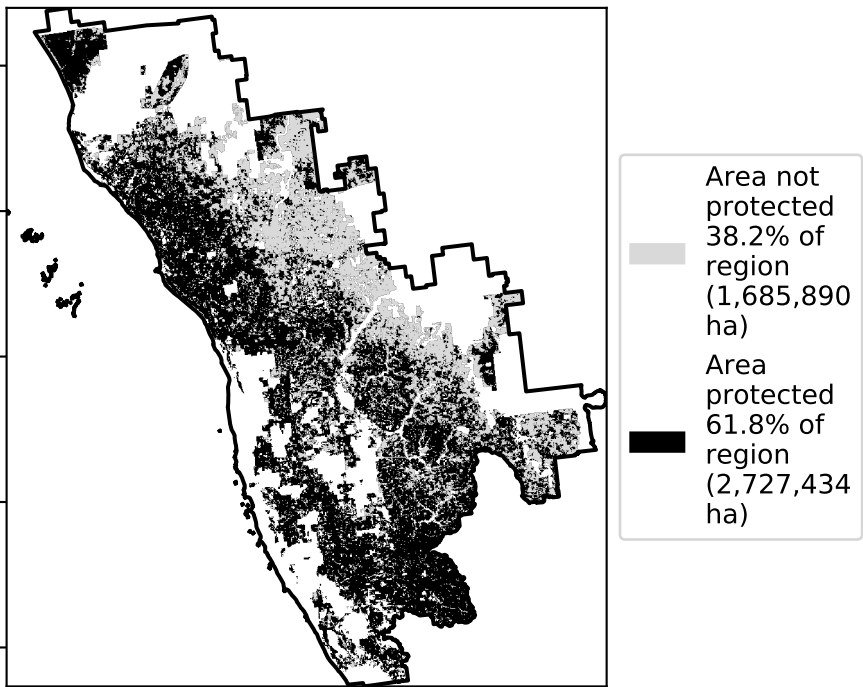 Area not
protected
38.2% of
region
(1,685,890
ha)
Area
protected
61.8% of
region
(2,727,434
ha)